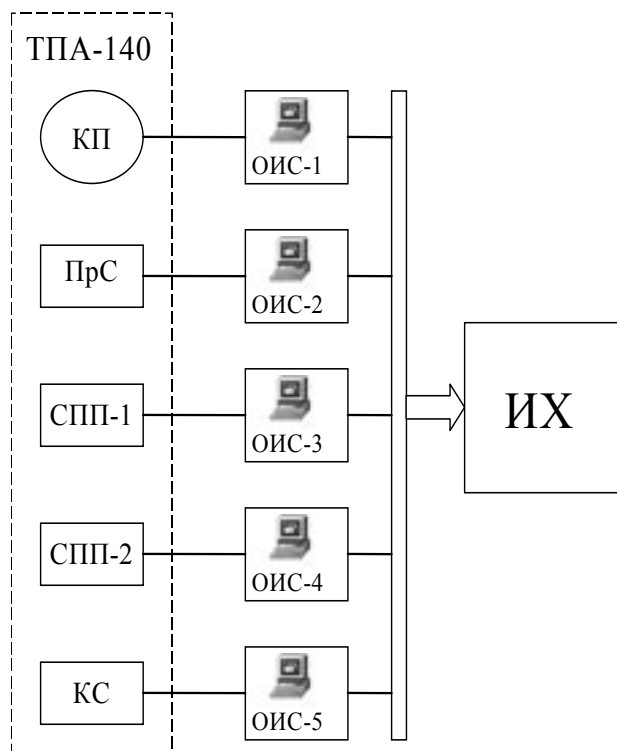 ТПА-140
КП
ОИС-1
ПрС
ОИС-2
СПП-1
ОИС-3
ИХ
СПП-2
ОИС-4
КС
ОИС-5